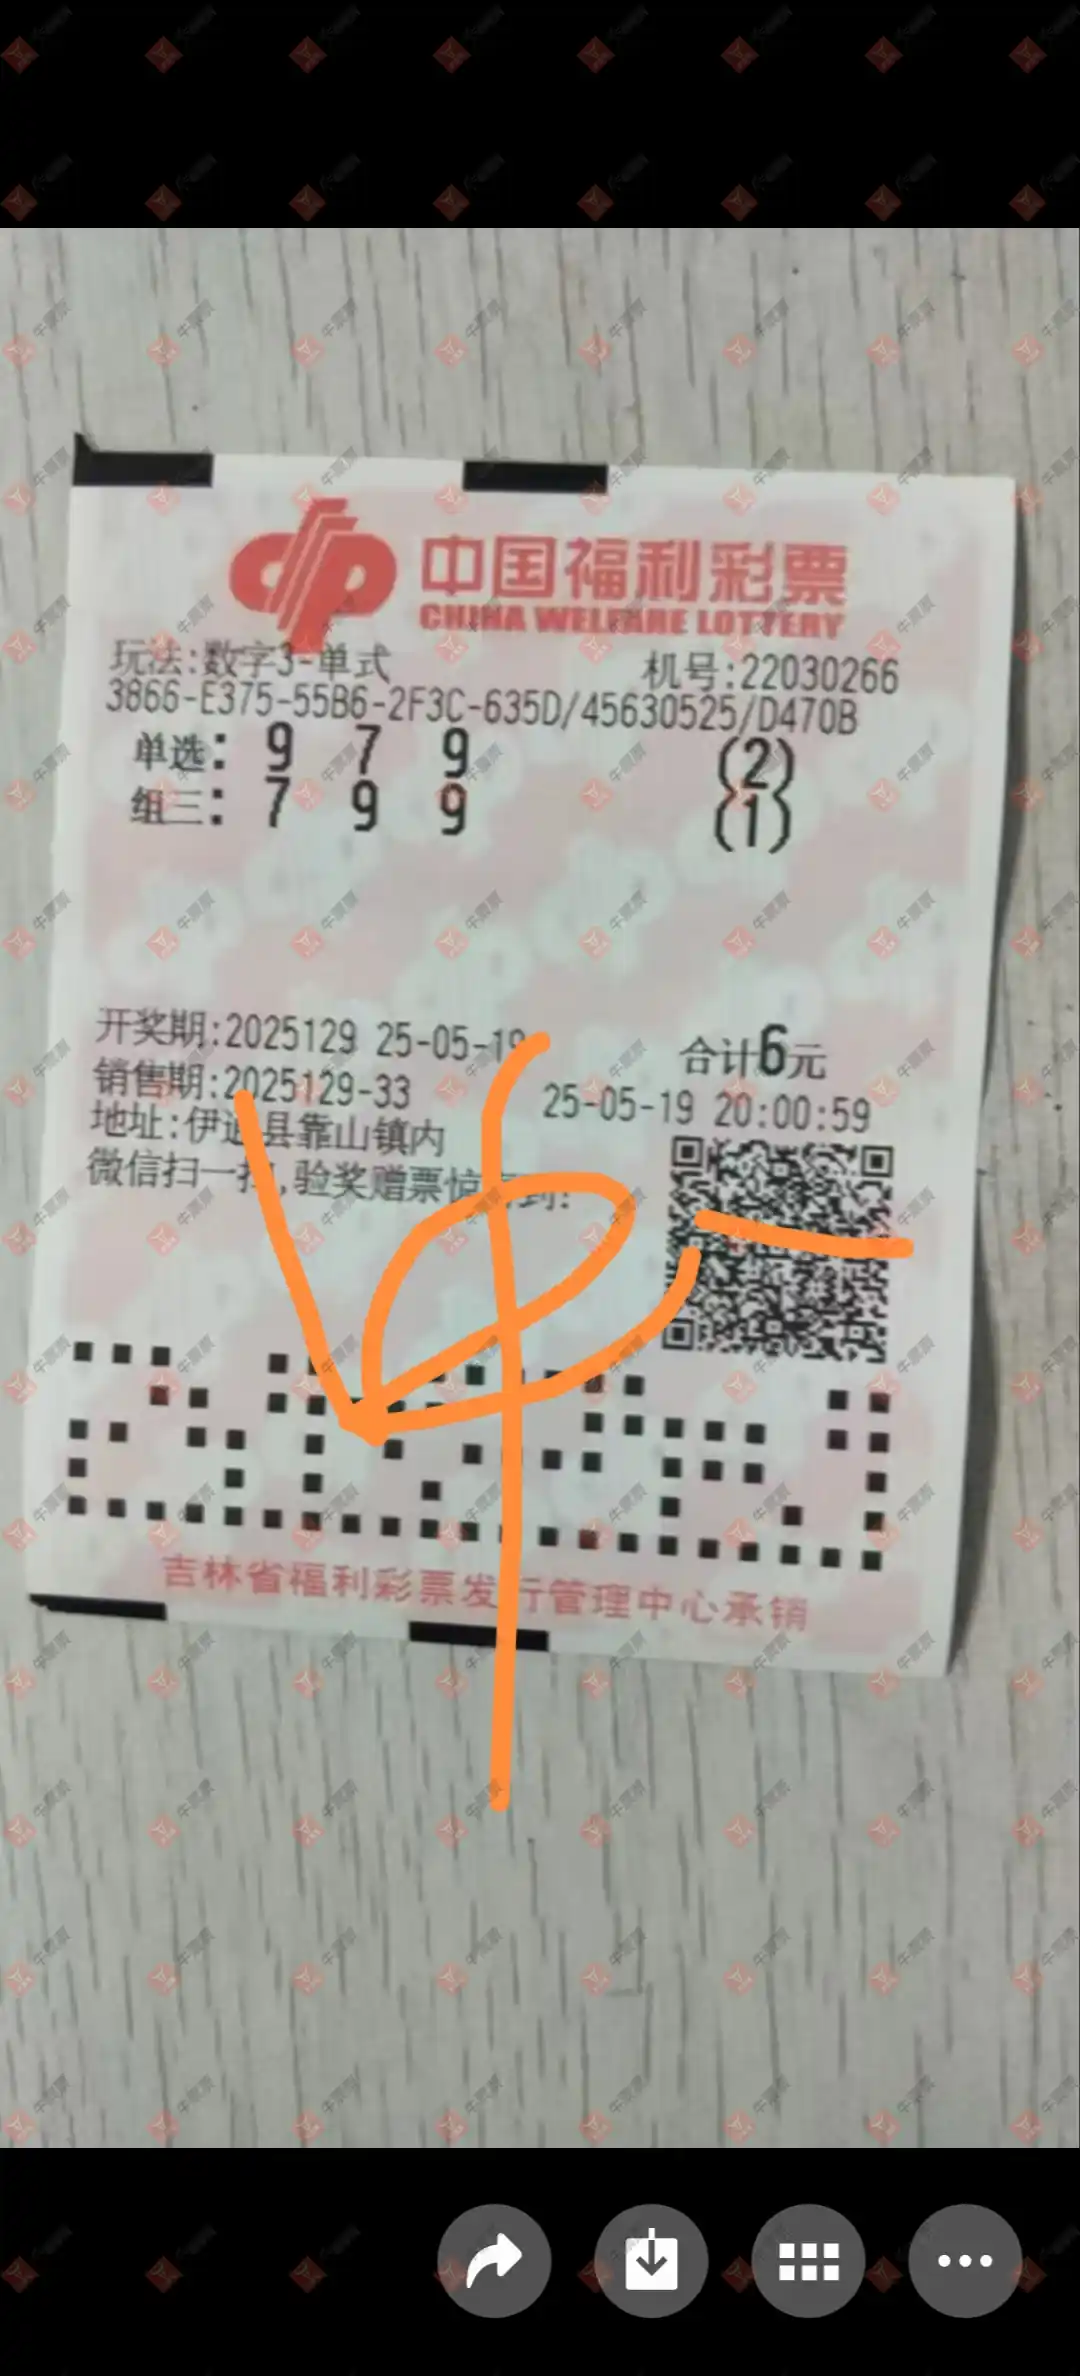 中国福利彩票
CHINA WELFARE LOTTERY
玩法:数字3-单式 机号:22030266
3866-E375-55B6-2F3C-635D/45630525/D470B
单选: 9 7 9 (2)
组三: 7 9 9 (1)
开奖期:2025129 25-05-19 合计6元
销售期:2025129-33 25-05-19 20:00:59
地址:伊通县靠山镇内
微信扫一扫,验奖赠票惊喜到!
吉林省福利彩票发行管理中心承销
牛票票